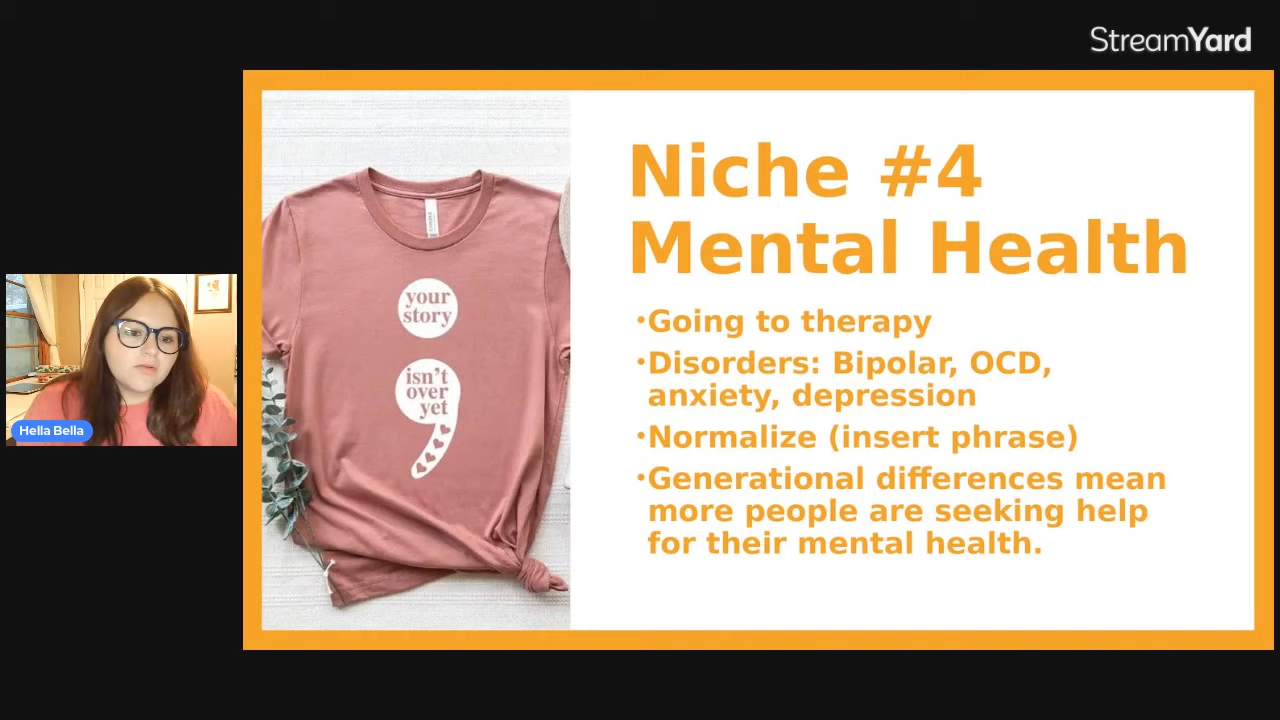 StreamYard
Niche #4
Mental Health
•Going to therapy
•Disorders: Bipolar, OCD,
anxiety, depression
•Normalize (insert phrase)
•Generational differences mean
more people are seeking help
for their mental health.
your
story
isn't
over
yet
Hella Bella